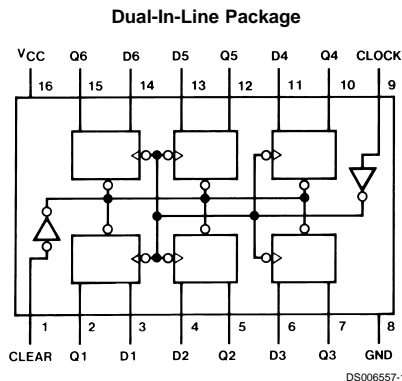 Dual-In-Line Package
VCC Q6 D6 D5 Q5 D4 Q4 CLOCK
16 15 14 13 12 11 10 9
1 2 3 4 5 6 7 8
CLEAR Q1 D1 D2 Q2 D3 Q3 GND